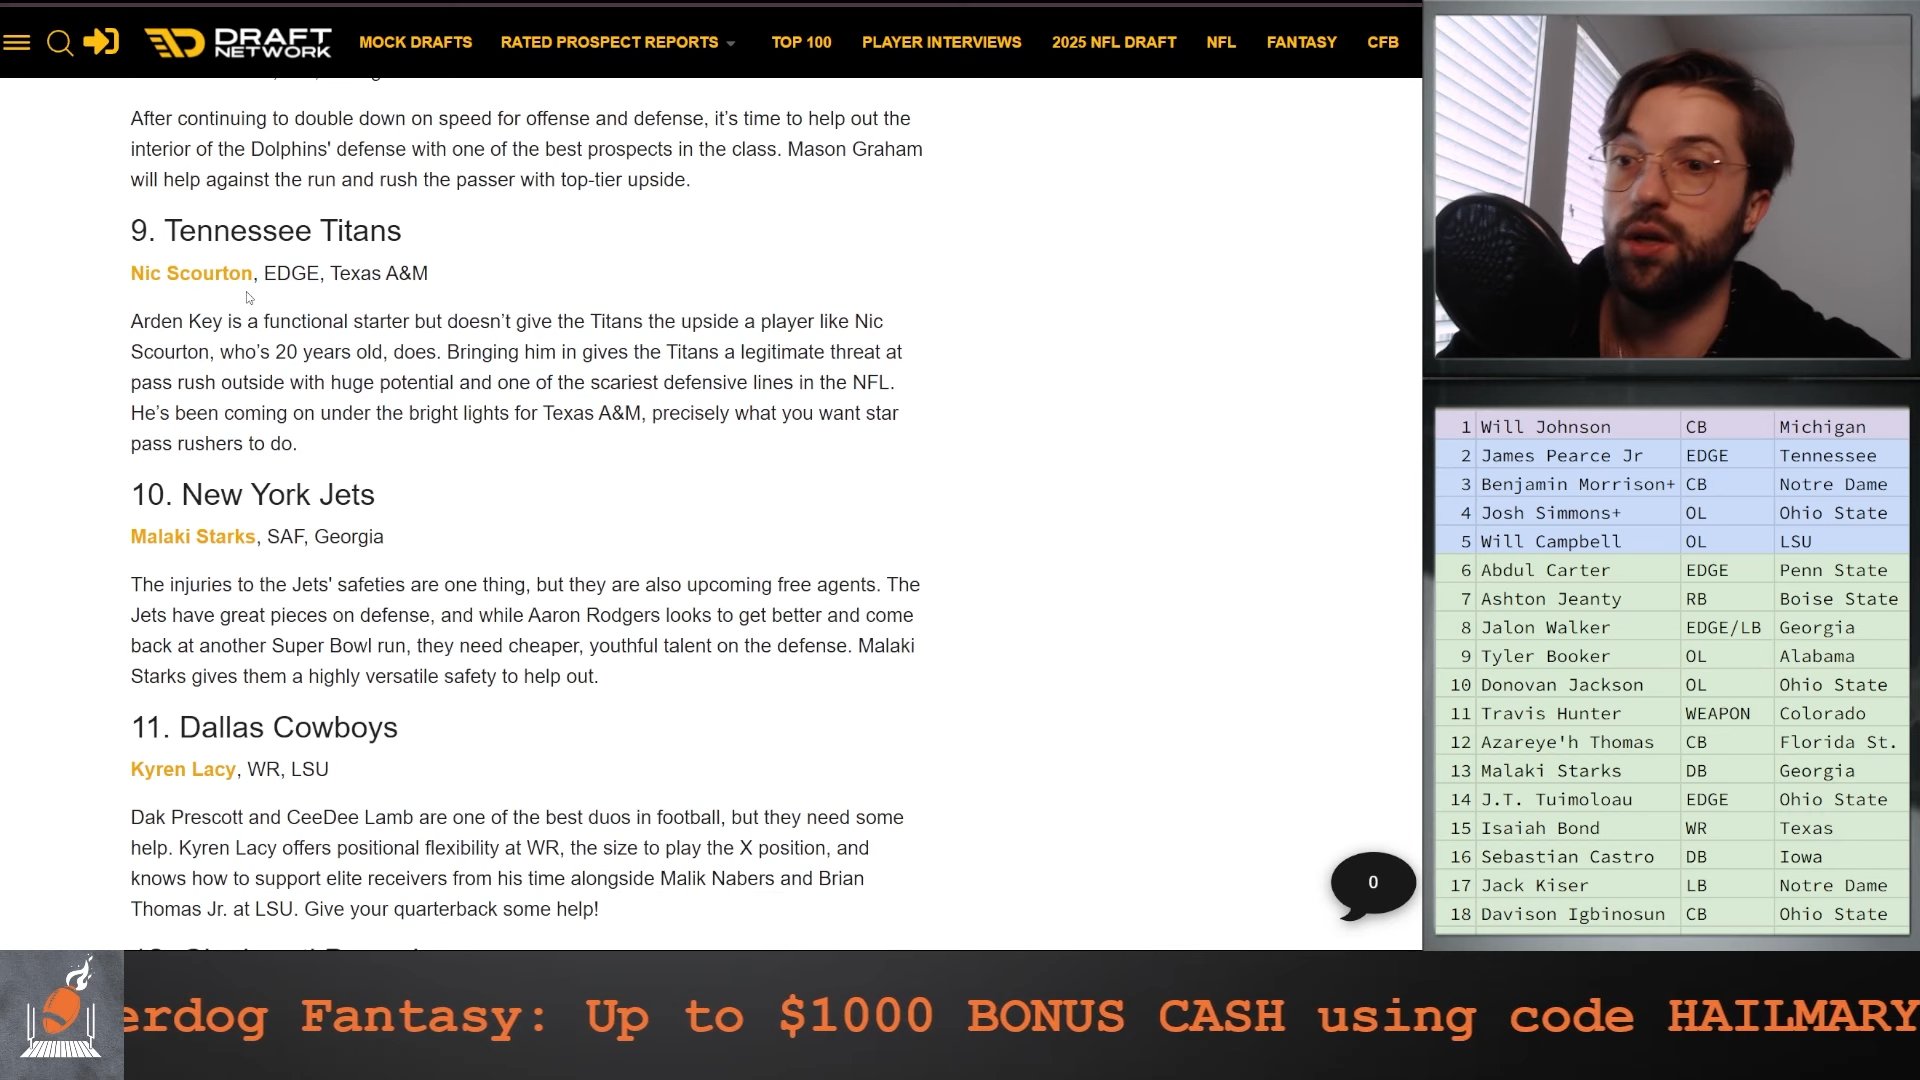 DRAFT NETWORK MOCK DRAFTS RATED PROSPECT REPORTS TOP 100 PLAYER INTERVIEWS 2025 NFL DRAFT NFL FANTASY CFB
After continuing to double down on speed for offense and defense, it’s time to help out the
interior of the Dolphins' defense with one of the best prospects in the class. Mason Graham
will help against the run and rush the passer with top-tier upside.
9. Tennessee Titans
Nic Scourton, EDGE, Texas A&M
Arden Key is a functional starter but doesn’t give the Titans the upside a player like Nic
Scourton, who’s 20 years old, does. Bringing him in gives the Titans a legitimate threat at
pass rush outside with huge potential and one of the scariest defensive lines in the NFL.
He’s been coming on under the bright lights for Texas A&M, precisely what you want star
pass rushers to do.
10. New York Jets
Malaki Starks, SAF, Georgia
The injuries to the Jets' safeties are one thing, but they are also upcoming free agents. The
Jets have great pieces on defense, and while Aaron Rodgers looks to get better and come
back at another Super Bowl run, they need cheaper, youthful talent on the defense. Malaki
Starks gives them a highly versatile safety to help out.
11. Dallas Cowboys
Kyren Lacy, WR, LSU
Dak Prescott and CeeDee Lamb are one of the best duos in football, but they need some
help. Kyren Lacy offers positional flexibility at WR, the size to play the X position, and
knows how to support elite receivers from his time alongside Malik Nabers and Brian
Thomas Jr. at LSU. Give your quarterback some help!
0
1 Will Johnson CB Michigan
2 James Pearce Jr EDGE Tennessee
3 Benjamin Morrison+ CB Notre Dame
4 Josh Simmons+ OL Ohio State
5 Will Campbell OL LSU
6 Abdul Carter EDGE Penn State
7 Ashton Jeanty RB Boise State
8 Jalon Walker EDGE/LB Georgia
9 Tyler Booker OL Alabama
10 Donovan Jackson OL Ohio State
11 Travis Hunter WEAPON Colorado
12 Azareye'h Thomas CB Florida St.
13 Malaki Starks DB Georgia
14 J.T. Tuimoloau EDGE Ohio State
15 Isaiah Bond WR Texas
16 Sebastian Castro DB Iowa
17 Jack Kiser LB Notre Dame
18 Davison Igbinosun CB Ohio State
erdog Fantasy: Up to $1000 BONUS CASH using code HAILMARY